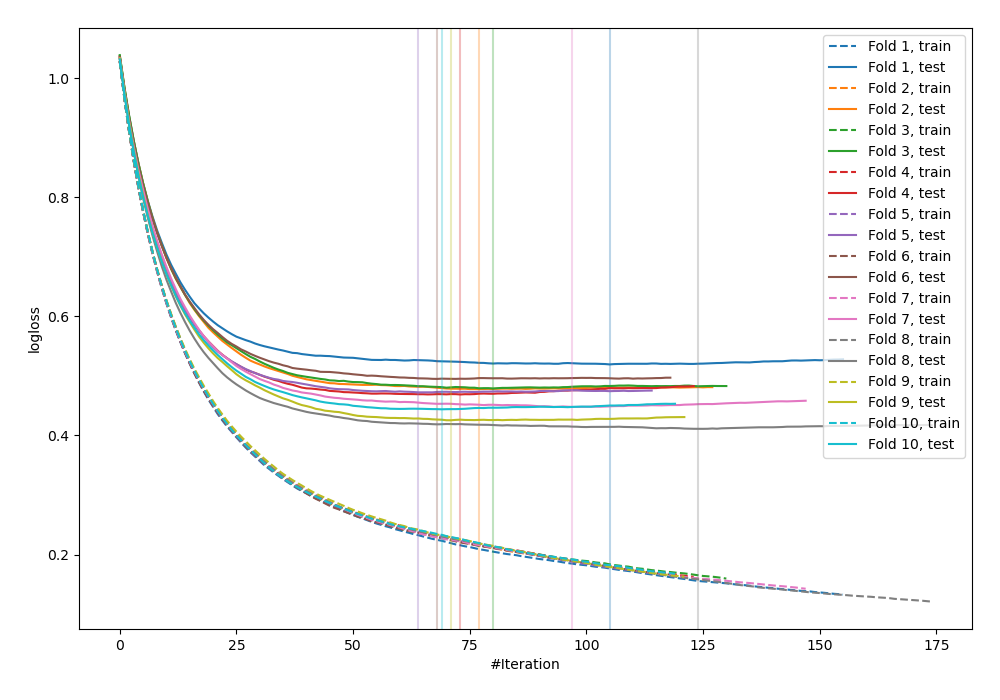 1.0
0.8
0.6
0.4
0.2
logloss
0
25
50
75
100
125
150
175
#Iteration
Fold 1, train
Fold 1, test
Fold 2, train
Fold 2, test
Fold 3, train
Fold 3, test
Fold 4, train
Fold 4, test
Fold 5, train
Fold 5, test
Fold 6, train
Fold 6, test
Fold 7, train
Fold 7, test
Fold 8, train
Fold 8, test
Fold 9, train
Fold 9, test
Fold 10, train
Fold 10, test